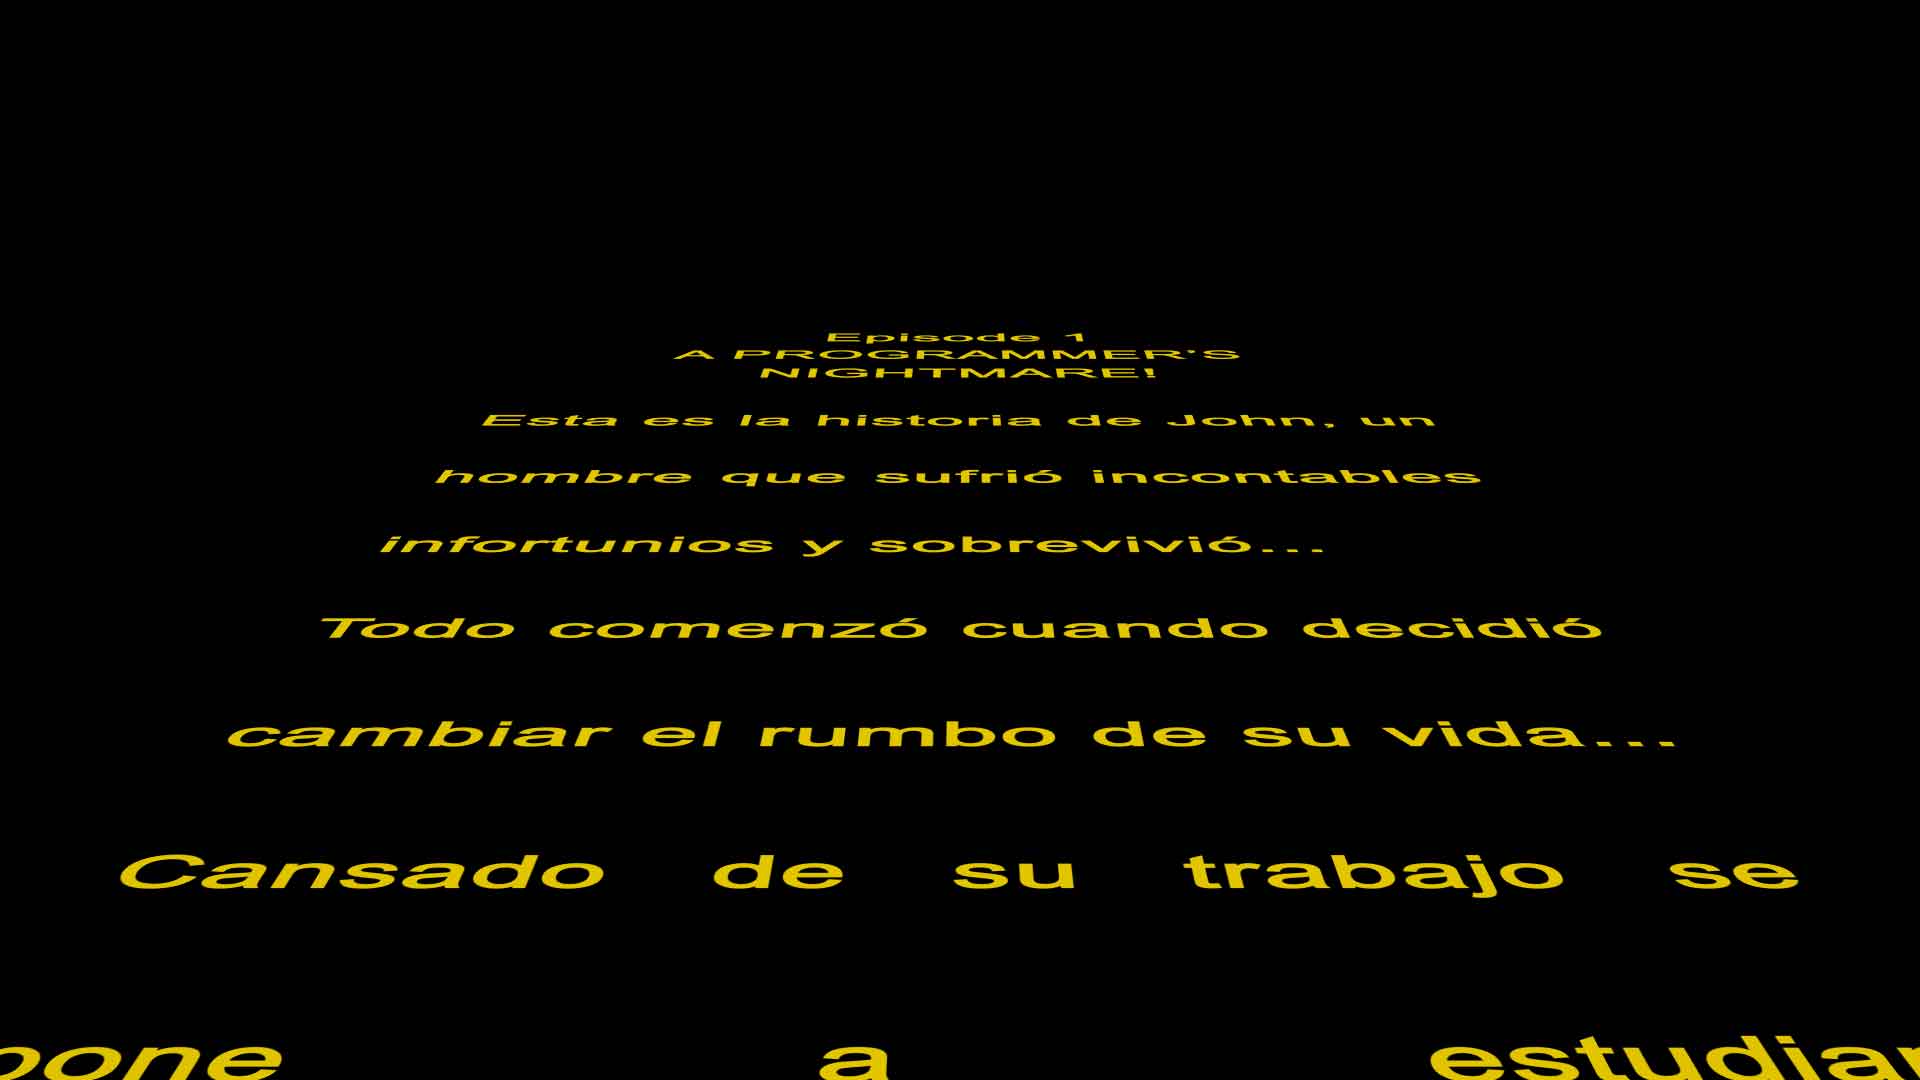 Episode 1
A PROGRAMMER'S
NIGHTMARE!
Esta es la historia de John, un
hombre que sufrió incontables
infortunios y sobrevivió...
Todo comenzó cuando decidió
cambiar el rumbo de su vida...
Cansado de su trabajo se
a